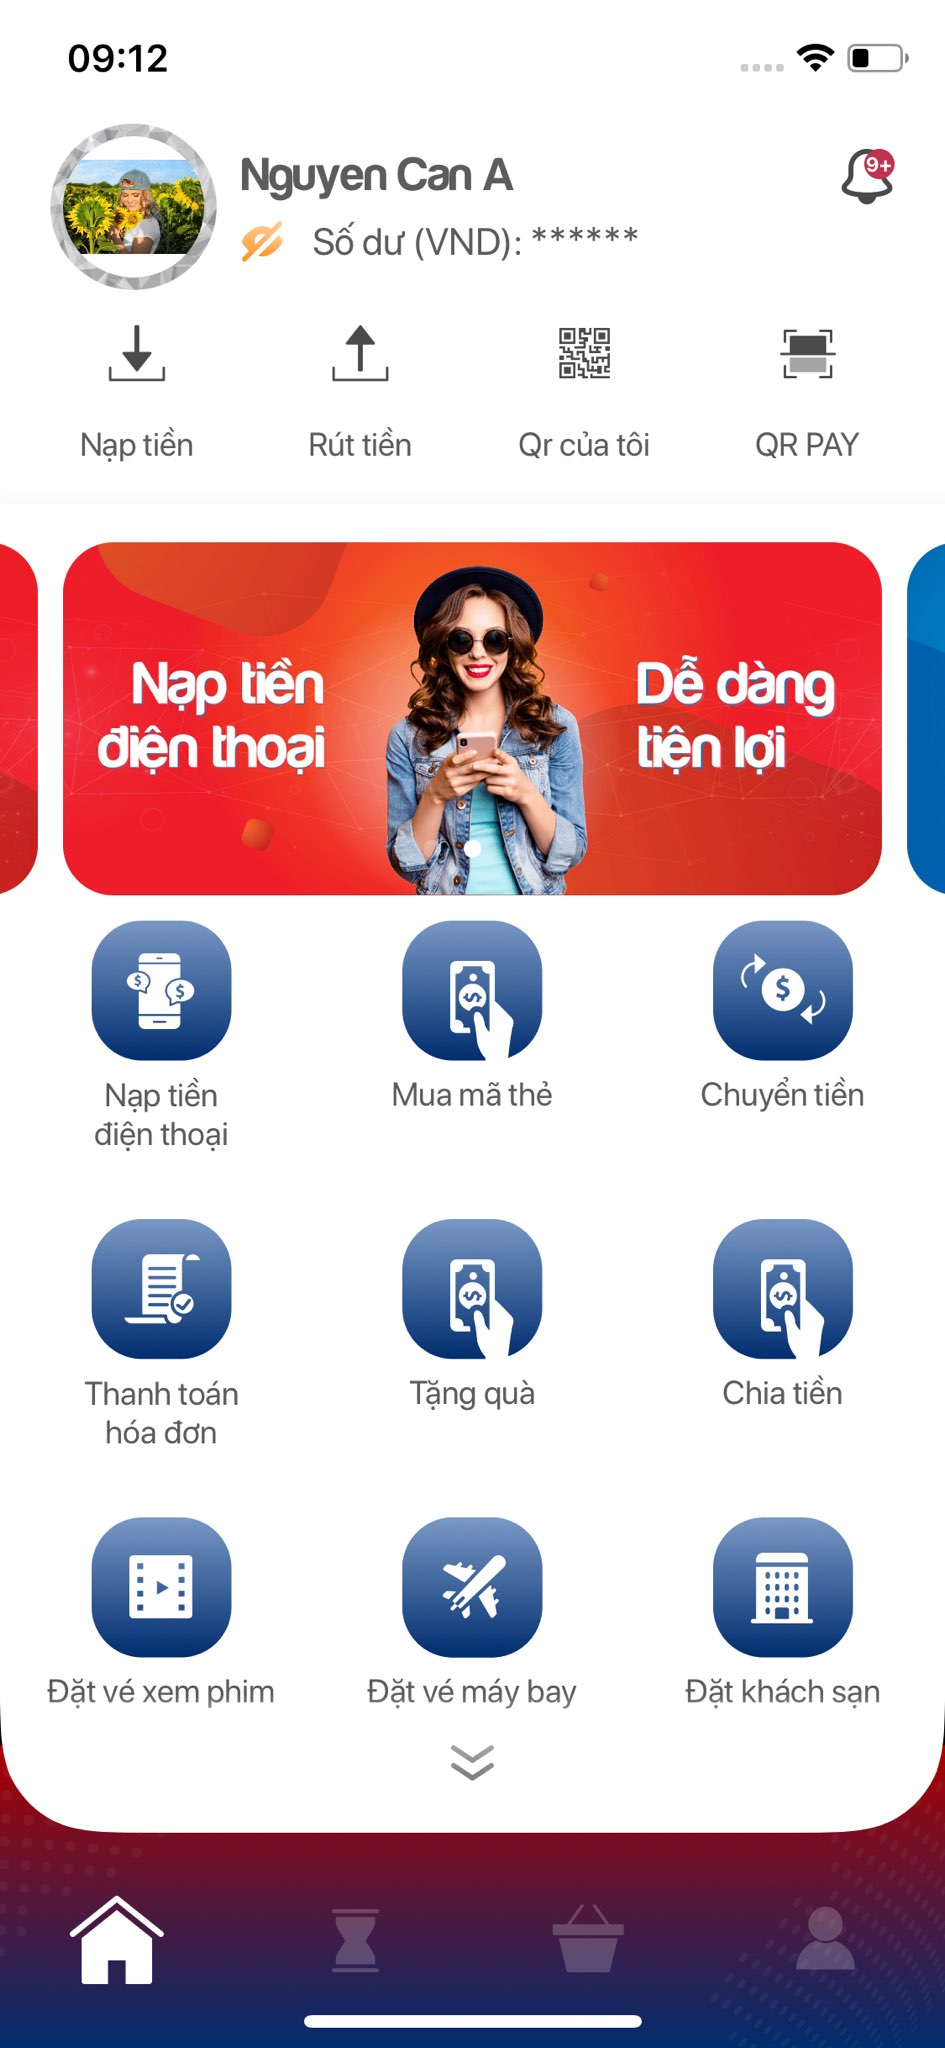 09:12
Nguyen Can A
9+
Số dư (VND): ******
Nạp tiền
Rút tiền
Qr của tôi
QR PAY
Nạp tiền
điện thoại
Dễ dàng
tiện lợi
Nạp tiền
điện thoại
Mua mã thẻ
Chuyển tiền
Thanh toán
hóa đơn
Tặng quà
Chia tiền
Đặt vé xem phim
Đặt vé máy bay
Đặt khách sạn